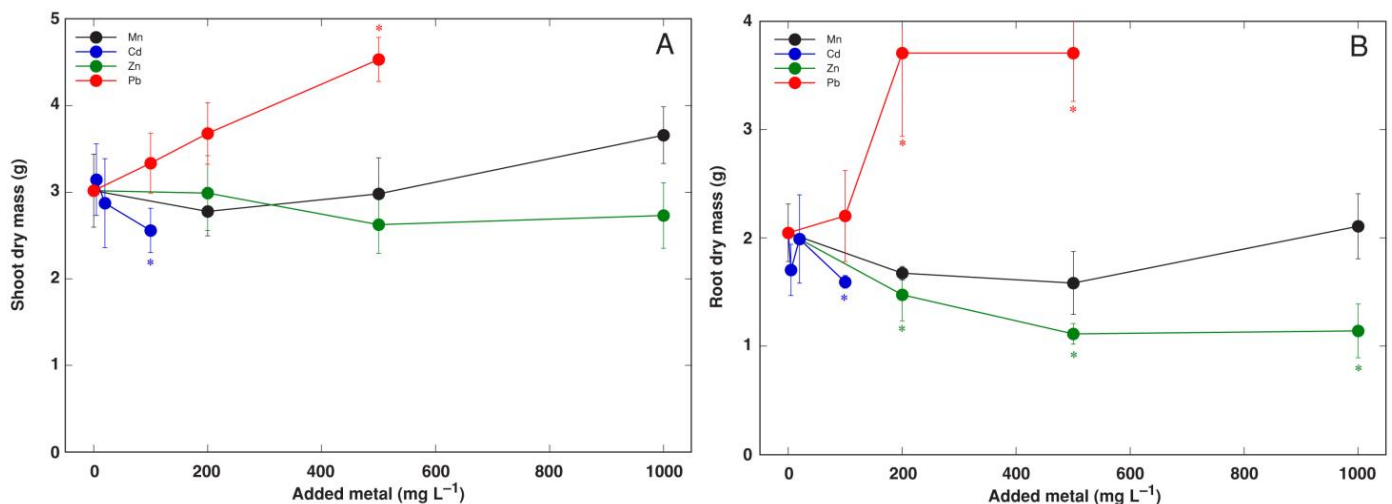 A
5
4
3
2
1
0
Mn
Cd
Zn
Pb
*
*
Shoot dry mass (g)
0 200 400 600 800 1000
Added metal (mg L⁻¹)
B
4
3
2
1
0
Mn
Cd
Zn
Pb
*
*
*
*
*
*
Root dry mass (g)
0 200 400 600 800 1000
Added metal (mg L⁻¹)